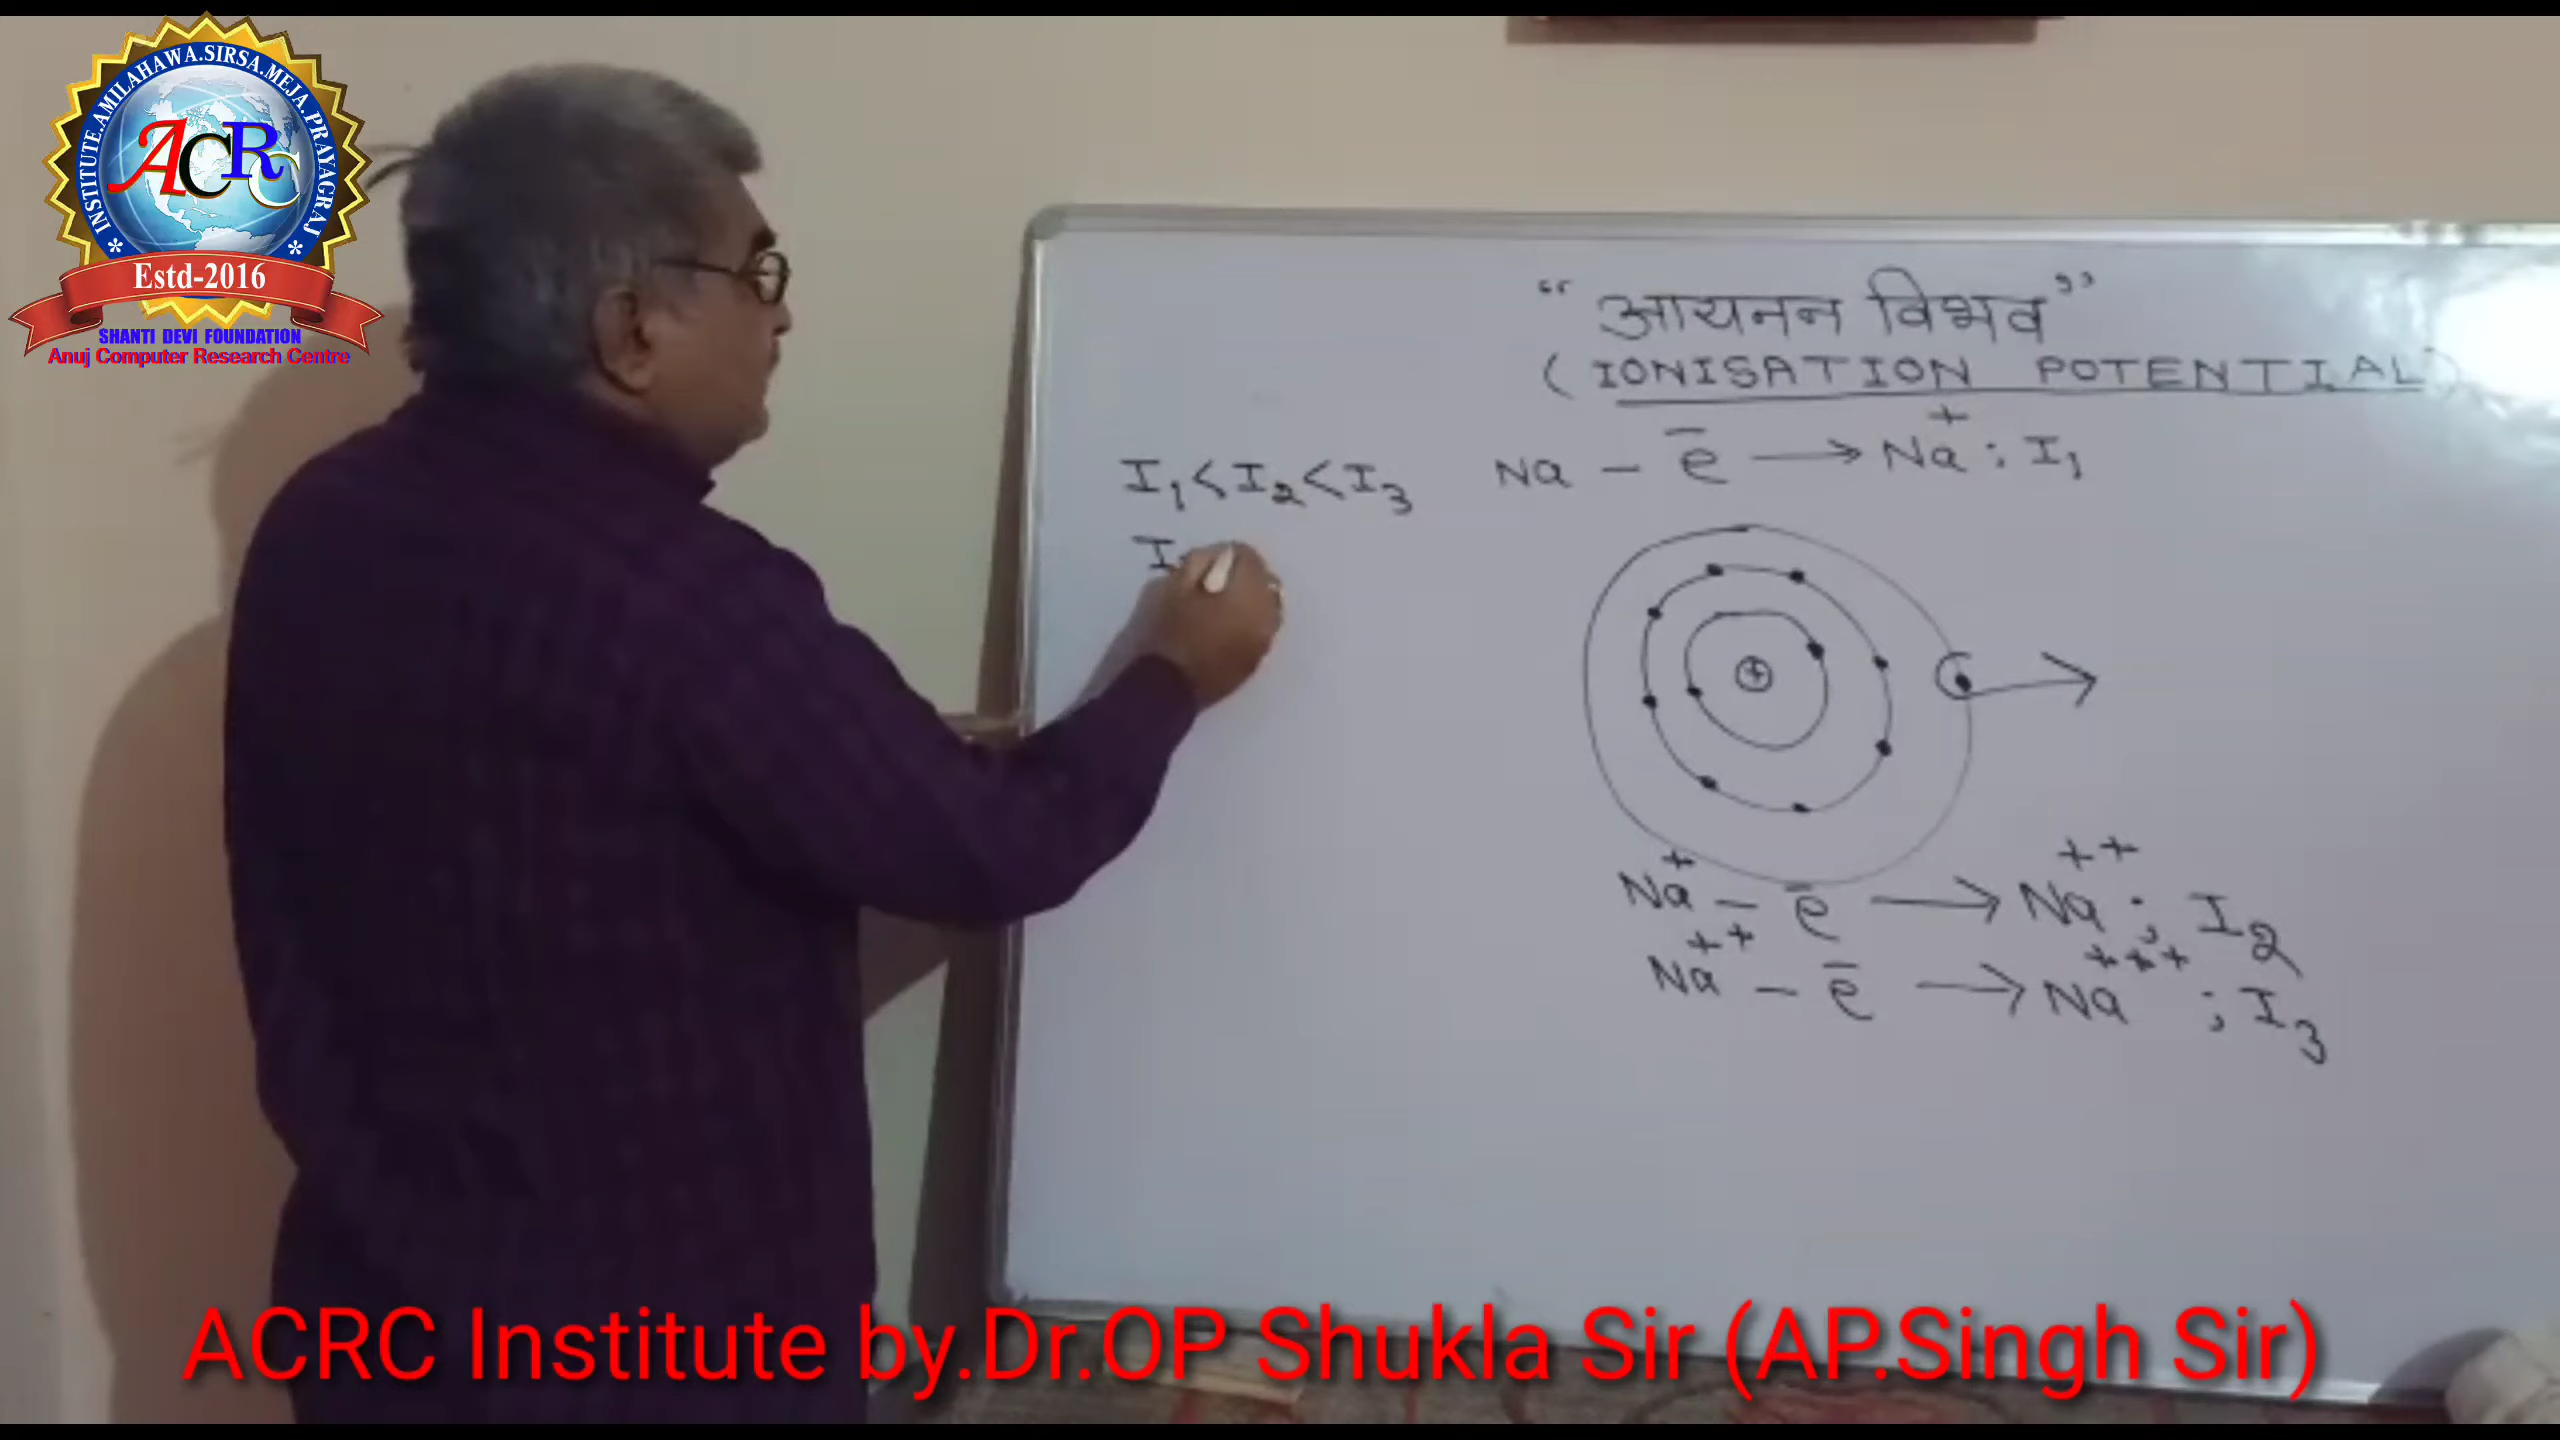 INSTITUTE.AMILAHAWA.SIRSA.MEJA.PRAYAGRAJ
ACRC
Estd-2016
SHANTI DEVI FOUNDATION
Anuj Computer Research Centre
“आयनन विभव”
(IONISATION POTENTIAL)
Na - e⁻ → Na⁺ : I₁
I₁ < I₂ < I₃
I
+
Na⁺ - e⁻ → Na⁺⁺ ; I₂
Na⁺⁺ - e⁻ → Na⁺⁺⁺ ; I₃
ACRC Institute by.Dr.OP Shukla Sir (AP.Singh Sir)